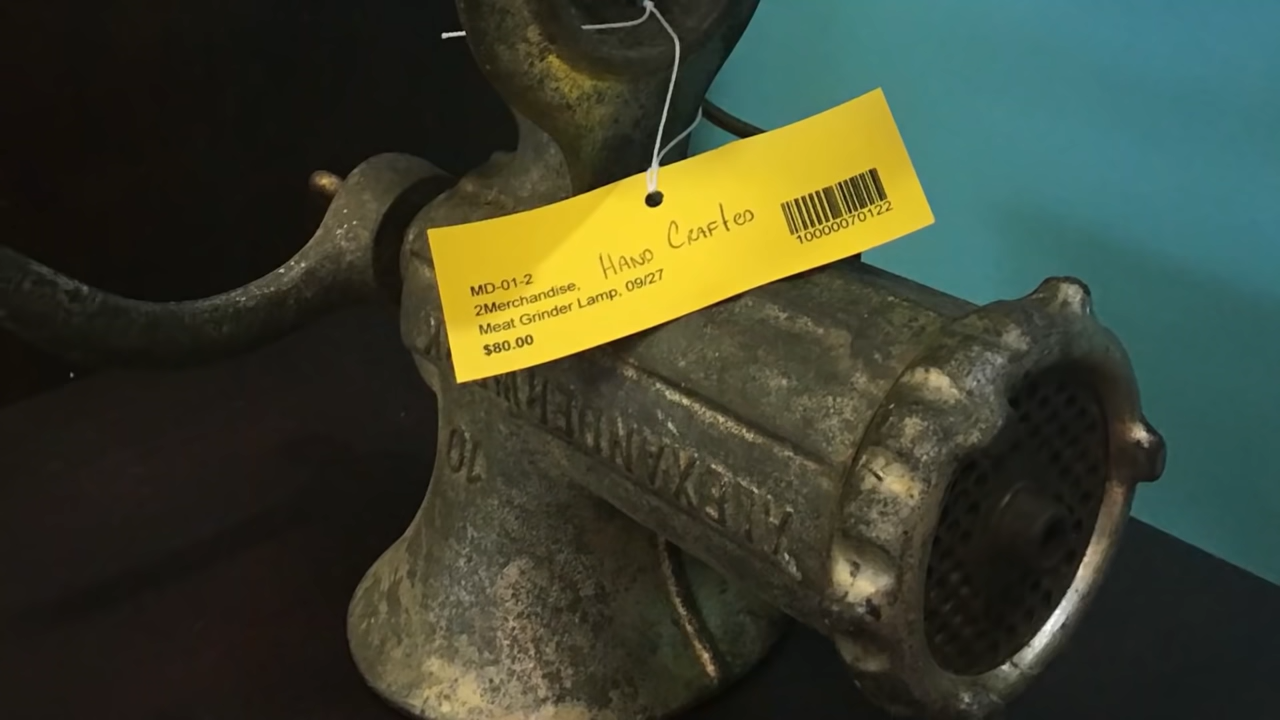 HAND CRAFTED
10000070122
MD-01-2
2Merchandise,
Meat Grinder Lamp, 09/27
$80.00
ALEXANDERWERK
10